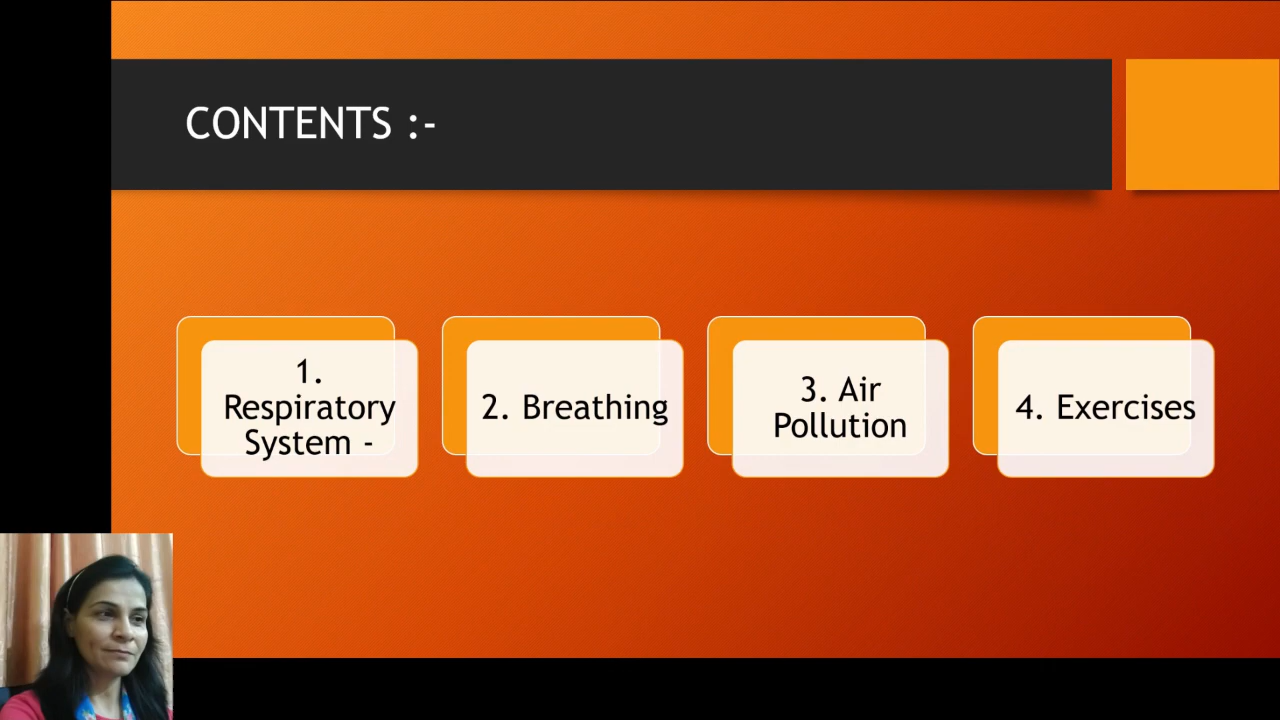 CONTENTS :-
1.
Respiratory
System -
2. Breathing
3. Air
Pollution
4. Exercises